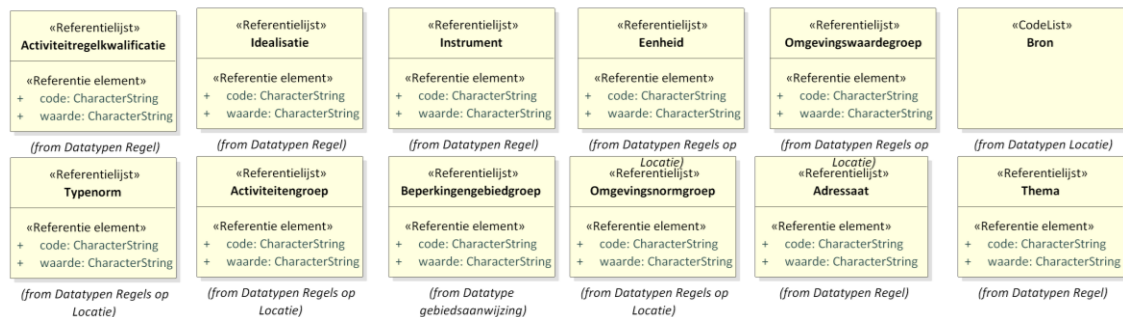 «Referentielijst»
Activiteitregelkwalificatie
«Referentie element»
+ code: CharacterString
+ waarde: CharacterString
(from Datatypen Regel)
«Referentielijst»
Idealisatie
«Referentie element»
+ code: CharacterString
+ waarde: CharacterString
(from Datatypen Regel)
«Referentielijst»
Instrument
«Referentie element»
+ code: CharacterString
+ waarde: CharacterString
(from Datatypen Regel)
«Referentielijst»
Eenheid
«Referentie element»
+ code: CharacterString
+ waarde: CharacterString
(from Datatypen Regels op
Locatie)
«Referentielijst»
Omgevingswaardegroep
«Referentie element»
+ code: CharacterString
+ waarde: CharacterString
(from Datatypen Regels op
Locatie)
«CodeList»
Bron
(from Datatypen Locatie)
«Referentielijst»
Typenorm
«Referentie element»
+ code: CharacterString
+ waarde: CharacterString
(from Datatypen Regels op
Locatie)
«Referentielijst»
Activiteitengroep
«Referentie element»
+ code: CharacterString
+ waarde: CharacterString
(from Datatypen Regels op
Locatie)
«Referentielijst»
Beperkingengebiedgroep
«Referentie element»
+ code: CharacterString
+ waarde: CharacterString
(from Datatype
gebiedsaanwijzing)
«Referentielijst»
Omgevingsnormgroep
«Referentie element»
+ code: CharacterString
+ waarde: CharacterString
(from Datatypen Regels op
Locatie)
«Referentielijst»
Adressaat
«Referentie element»
+ code: CharacterString
+ waarde: CharacterString
(from Datatypen Regel)
«Referentielijst»
Thema
«Referentie element»
+ code: CharacterString
+ waarde: CharacterString
(from Datatypen Regel)